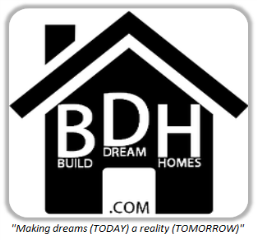 BDH
BUILD DREAM HOMES
.COM
"Making dreams (TODAY) a reality (TOMORROW)"